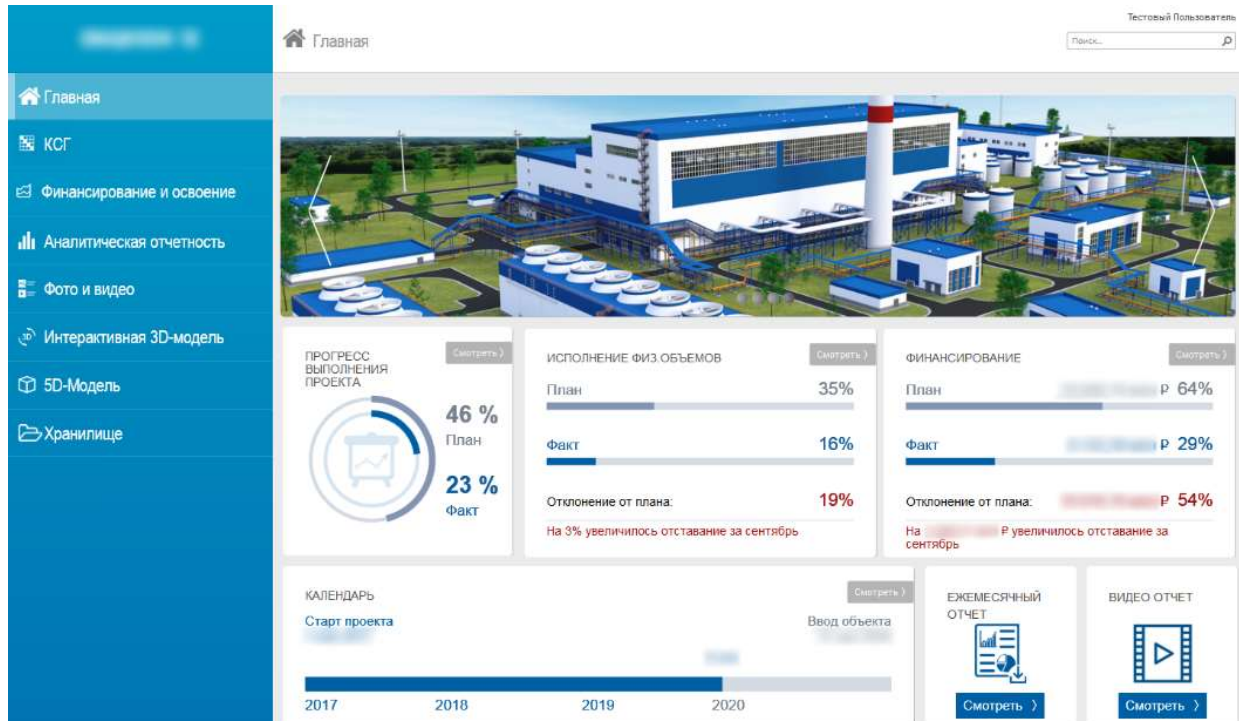 Тестовый Пользователь
Главная
Поиск...
Главная
КСГ
Финансирование и освоение
Аналитическая отчетность
Фото и видео
Интерактивная 3D-модель
5D-Модель
Хранилище
ПРОГРЕСС
ВЫПОЛНЕНИЯ
ПРОЕКТА
Смотреть
46 %
План
23 %
Факт
ИСПОЛНЕНИЕ ФИЗ.ОБЪЕМОВ
Смотреть
План 35%
Факт 16%
Отклонение от плана: 19%
На 3% увеличилось отставание за сентябрь
ФИНАНСИРОВАНИЕ
Смотреть
План ₽ 64%
Факт ₽ 29%
Отклонение от плана: ₽ 54%
На ₽ увеличилось отставание за
сентябрь
КАЛЕНДАРЬ
Смотреть
Старт проекта Ввод объекта
2017 2018 2019 2020
ЕЖЕМЕСЯЧНЫЙ
ОТЧЕТ
Смотреть
ВИДЕО ОТЧЕТ
Смотреть